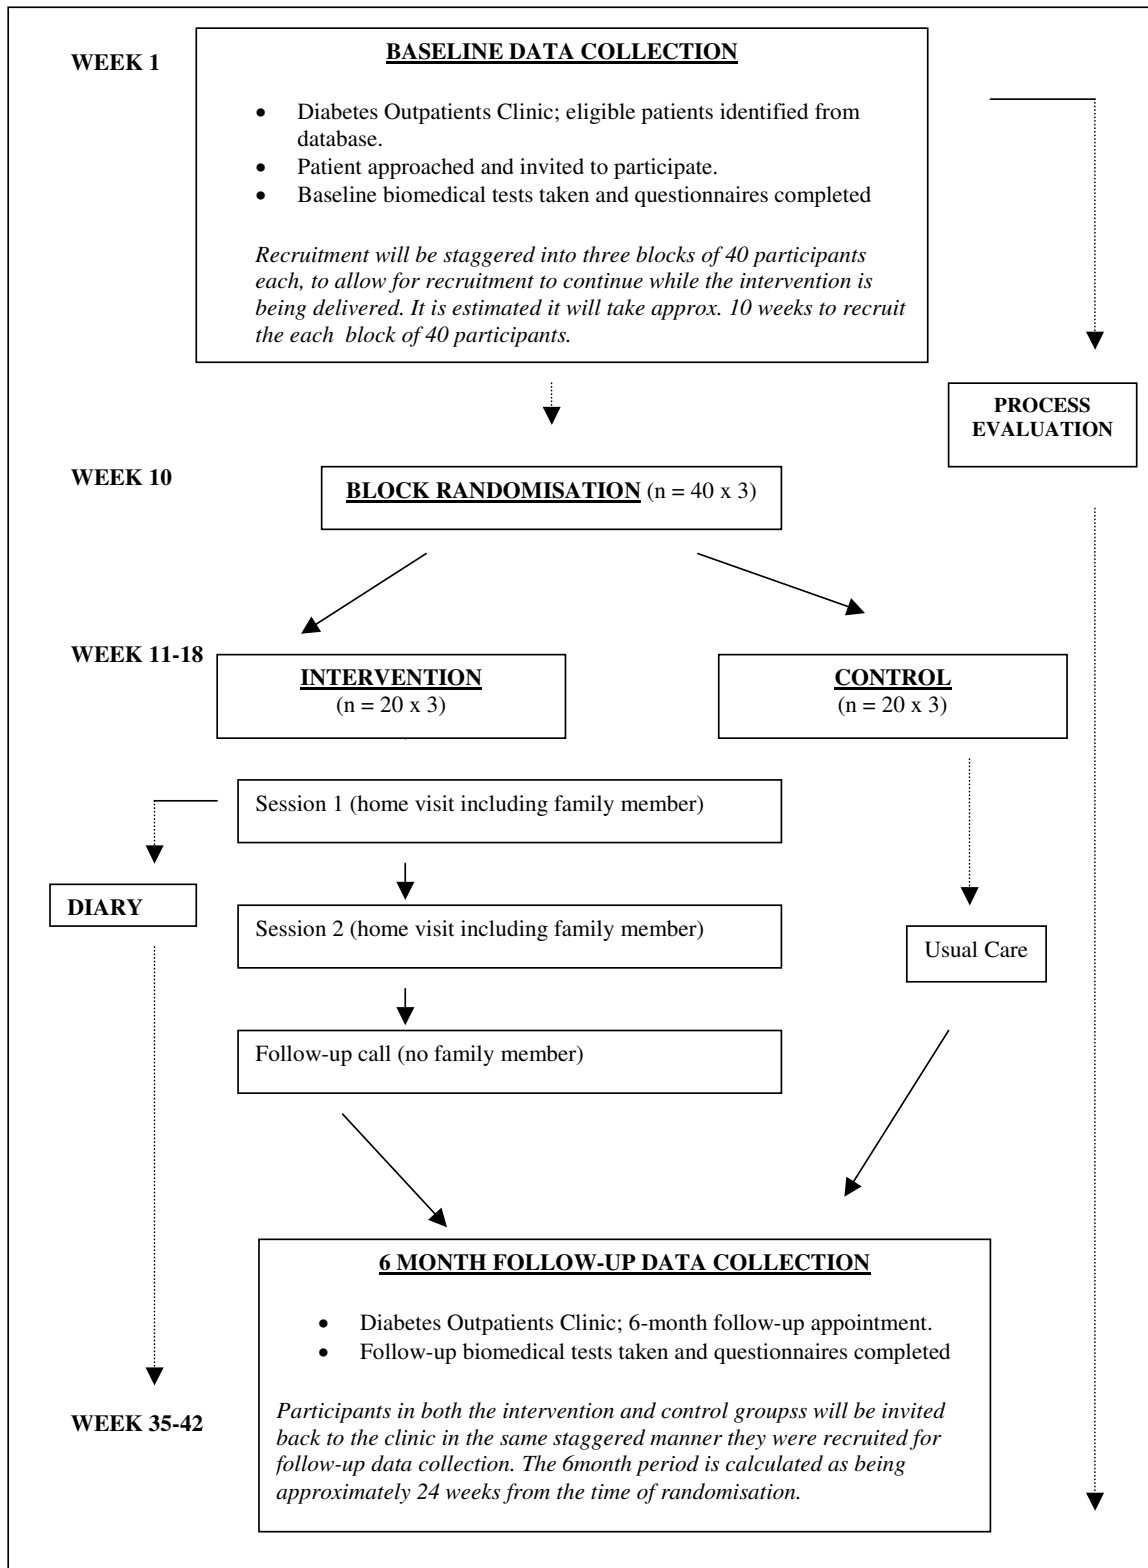 WEEK 1
BASELINE DATA COLLECTION
• Diabetes Outpatients Clinic; eligible patients identified from
database.
• Patient approached and invited to participate.
• Baseline biomedical tests taken and questionnaires completed
Recruitment will be staggered into three blocks of 40 participants
each, to allow for recruitment to continue while the intervention is
being delivered. It is estimated it will take approx. 10 weeks to recruit
the each block of 40 participants.
PROCESS
EVALUATION
WEEK 10
BLOCK RANDOMISATION (n = 40 x 3)
WEEK 11-18
INTERVENTION
(n = 20 x 3)
CONTROL
(n = 20 x 3)
Session 1 (home visit including family member)
DIARY
Session 2 (home visit including family member)
Usual Care
Follow-up call (no family member)
6 MONTH FOLLOW-UP DATA COLLECTION
• Diabetes Outpatients Clinic; 6-month follow-up appointment.
• Follow-up biomedical tests taken and questionnaires completed
WEEK 35-42
Participants in both the intervention and control groupss will be invited
back to the clinic in the same staggered manner they were recruited for
follow-up data collection. The 6month period is calculated as being
approximately 24 weeks from the time of randomisation.